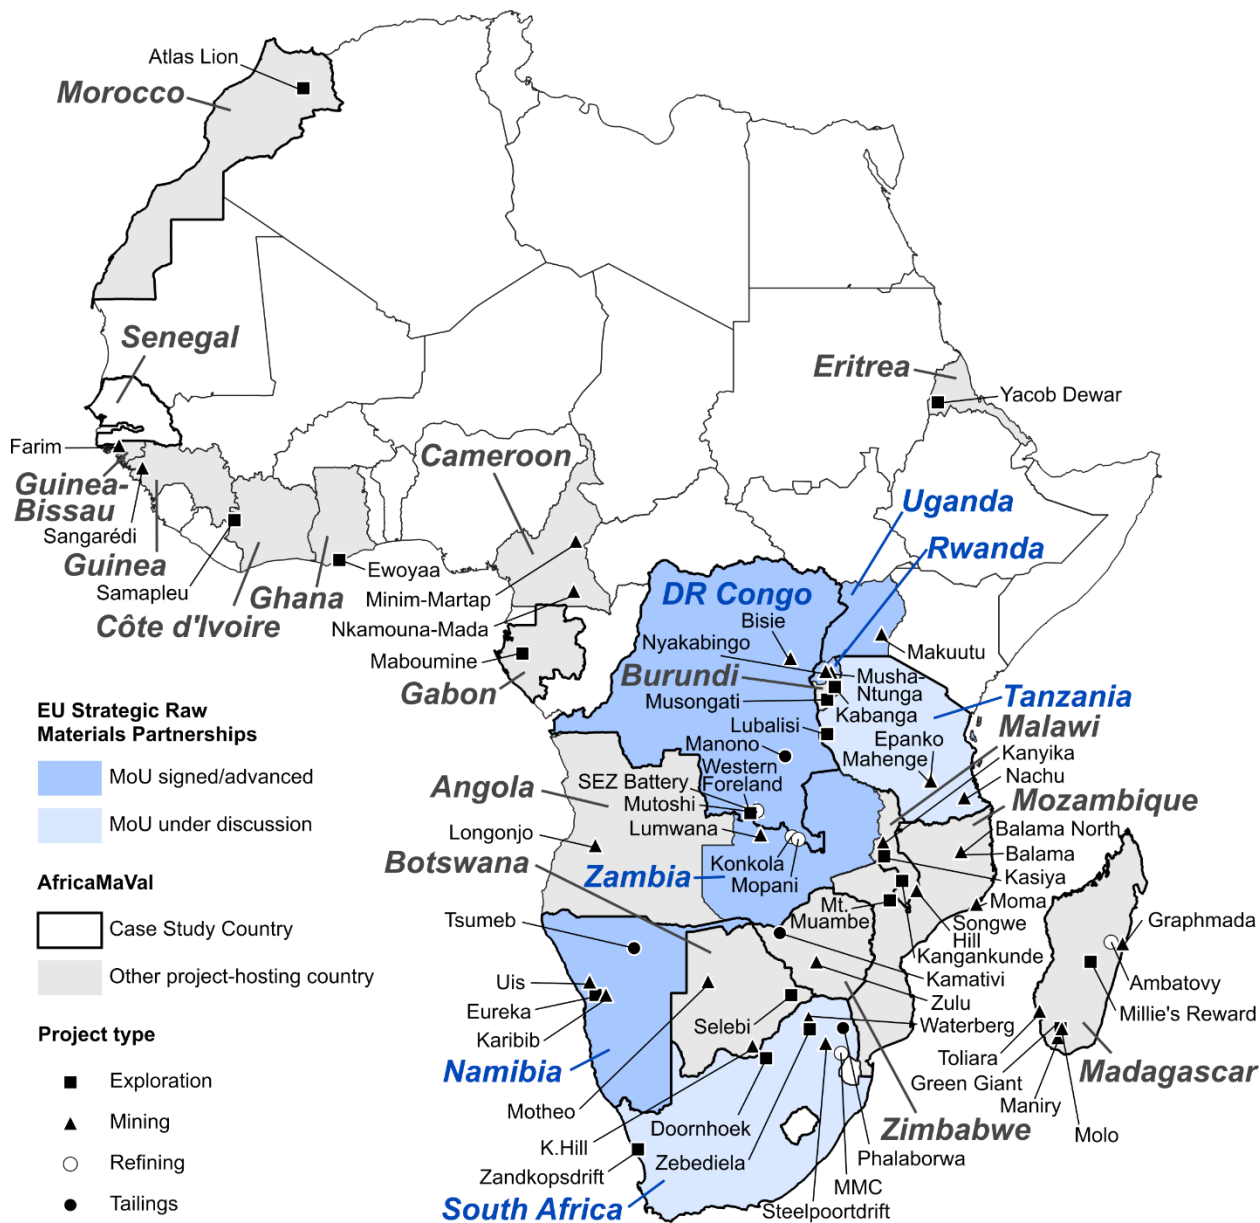 Atlas Lion
Morocco
Senegal
Eritrea
Yacob Dewar
Farim
Cameroon
Guinea-
Bissau
Sangarédi
Uganda
Rwanda
Guinea
Samapleu
Ewoyaa
Ghana
Côte d'Ivoire
Minim-Martap
Nkamouna-Mada
DR Congo
Bisie
Nyakabingo
Makuutu
Maboumine
Gabon
Burundi
Musha-
Ntunga
Musongati
Kabanga
Tanzania
Malawi
Lubalisi
Epanko
Mahenge
Kanyika
Nachu
Manono
Western
Foreland
SEZ Battery
Mutoshi
Angola
Mozambique
Lumwana
Longonjo
Balama North
Balama
Botswana
Konkola
Mopani
Zambia
Kasiya
Moma
Mt.
Muambe
Songwe
Hill
Graphmada
Tsumeb
Kangankunde
Kamativi
Ambatovy
Uis
Zulu
Millie's Reward
Eureka
Selebi
Waterberg
Karibib
Toliara
Namibia
Green Giant
Madagascar
Motheo
Maniry
Molo
Doornhoek
Zimbabwe
K.Hill
Zebediela
Phalaborwa
Zandkopsdrift
MMC
South Africa
Steelpoortdrift
EU Strategic Raw
Materials Partnerships
MoU signed/advanced
MoU under discussion
AfricaMaVal
Case Study Country
Other project-hosting country
Project type
Exploration
Mining
Refining
Tailings